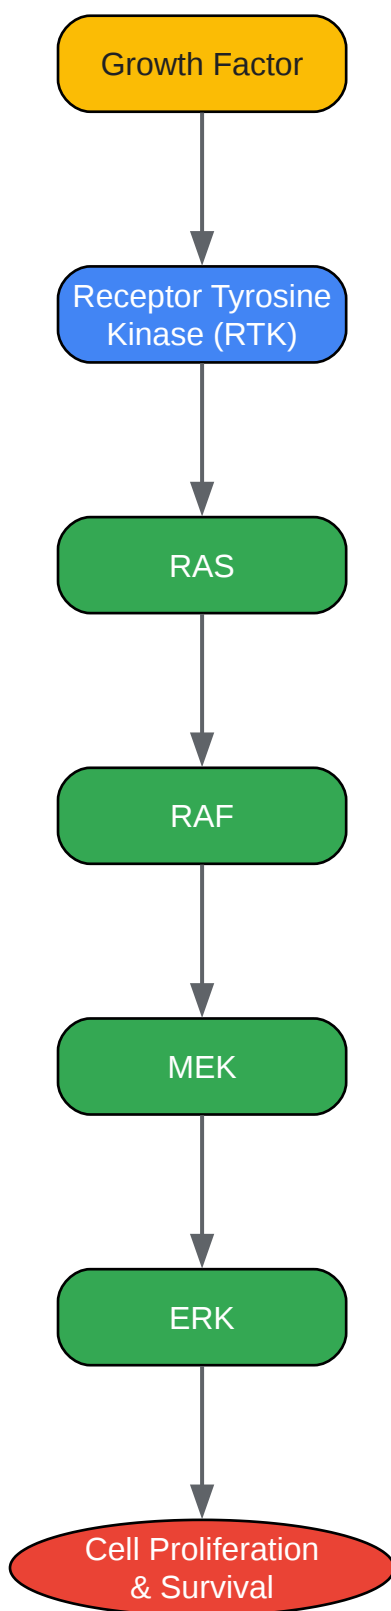 Growth Factor
Receptor Tyrosine
Kinase (RTK)
RAS
RAF
MEK
ERK
Cell Proliferation
& Survival